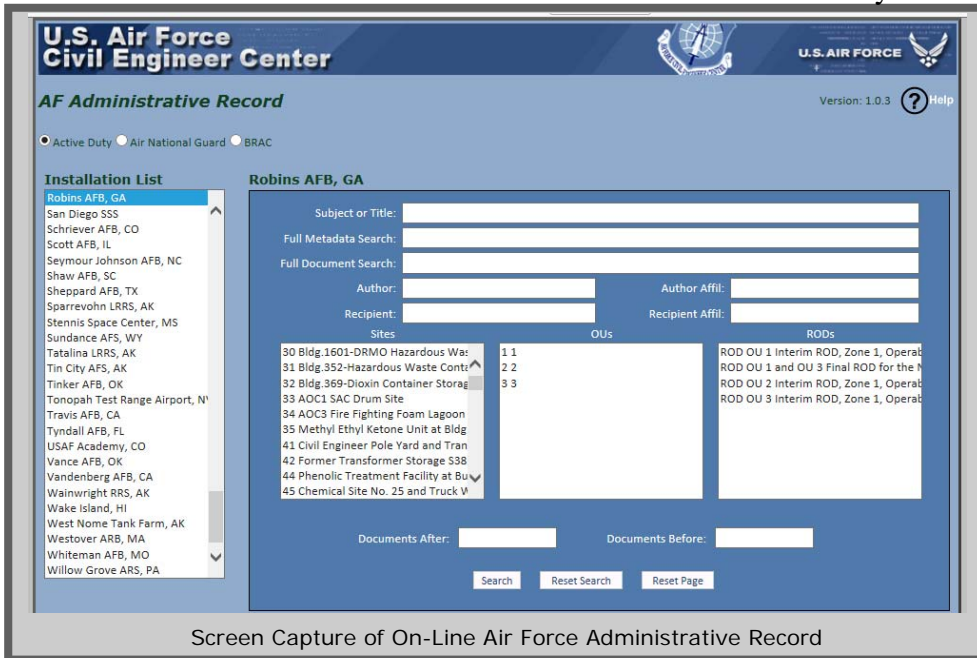 U.S. Air Force
Civil Engineer Center
U.S. AIR FORCE
AF Administrative Record
Version: 1.0.3 ? Help
Active Duty Air National Guard BRAC
Installation List
Robins AFB, GA
San Diego SSS
Schriever AFB, CO
Scott AFB, IL
Seymour Johnson AFB, NC
Shaw AFB, SC
Sheppard AFB, TX
Sparrevohn LRRS, AK
Stennis Space Center, MS
Sundance AFS, WY
Tatalina LRRS, AK
Tin City AFS, AK
Tinker AFB, OK
Tonopah Test Range Airport, N
Travis AFB, CA
Tyndall AFB, FL
USAF Academy, CO
Vance AFB, OK
Vandenberg AFB, CA
Wainwright RRS, AK
Wake Island, HI
West Nome Tank Farm, AK
Westover ARB, MA
Whiteman AFB, MO
Willow Grove ARS, PA
Robins AFB, GA
Subject or Title:
Full Metadata Search:
Full Document Search:
Author: Author Affil:
Recipient: Recipient Affil:
Sites
30 Bldg.1601-DRMO Hazardous Was
31 Bldg.352-Hazardous Waste Conta
32 Bldg.369-Dioxin Container Storag
33 AOC1 SAC Drum Site
34 AOC3 Fire Fighting Foam Lagoon
35 Methyl Ethyl Ketone Unit at Bldg
41 Civil Engineer Pole Yard and Tran
42 Former Transformer Storage S38
44 Phenolic Treatment Facility at Bu
45 Chemical Site No. 25 and Truck W
OUs
1 1
2 2
3 3
RODs
ROD OU 1 Interim ROD, Zone 1, Operab
ROD OU 1 and OU 3 Final ROD for the N
ROD OU 2 Interim ROD, Zone 1, Operab
ROD OU 3 Interim ROD, Zone 1, Operab
Documents After: Documents Before:
Search Reset Search Reset Page
Screen Capture of On-Line Air Force Administrative Record